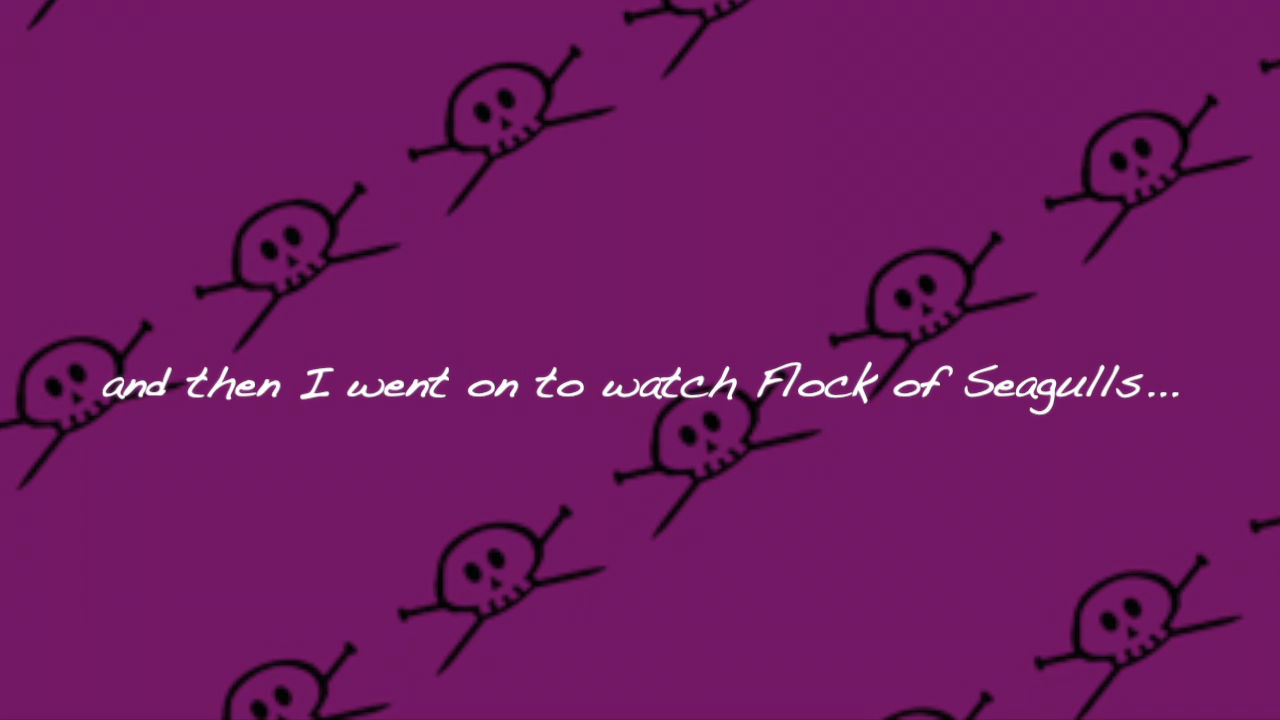 and then I went on to watch Flock of Seagulls...